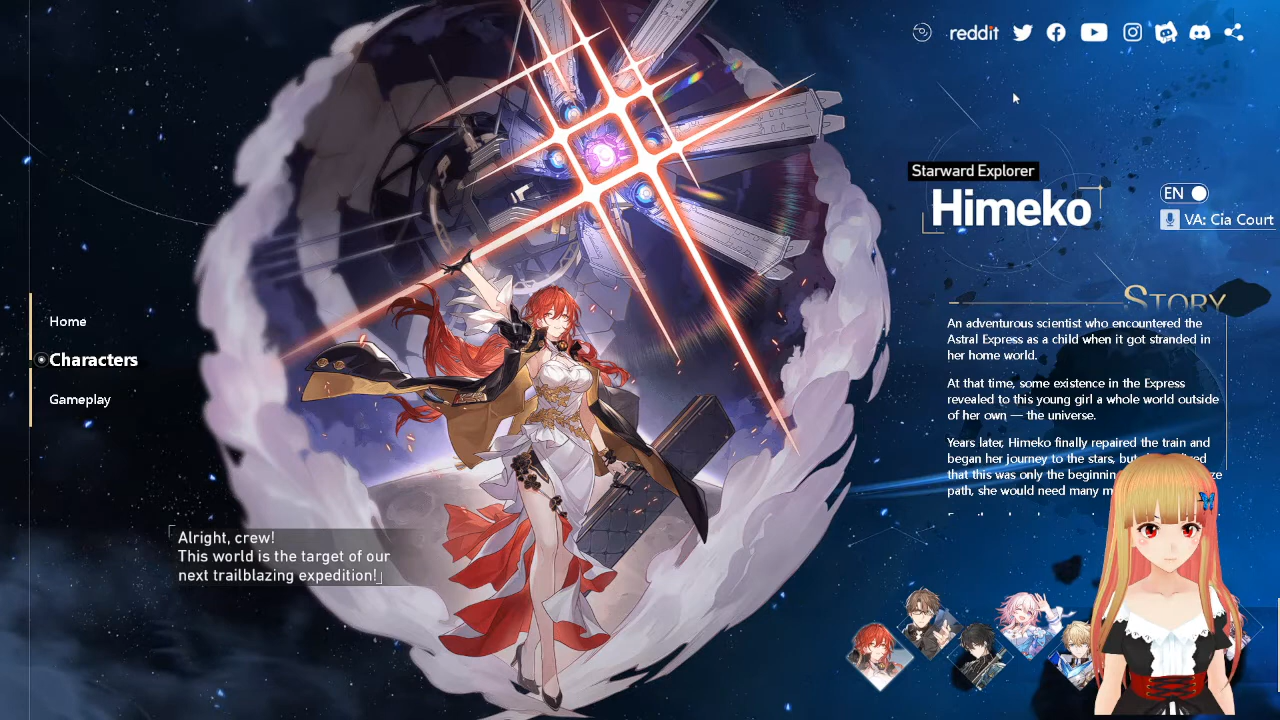 reddit
Starward Explorer
Himeko
EN
VA: Cia Court
STORY
An adventurous scientist who encountered the
Astral Express as a child when it got stranded in
her home world.
At that time, some existence in the Express
revealed to this young girl a whole world outside
of her own — the universe.
Years later, Himeko finally repaired the train and
began her journey to the stars, but
that this was only the beginning
path, she would need many
Home
Characters
Gameplay
Alright, crew!
This world is the target of our
next trailblazing expedition!